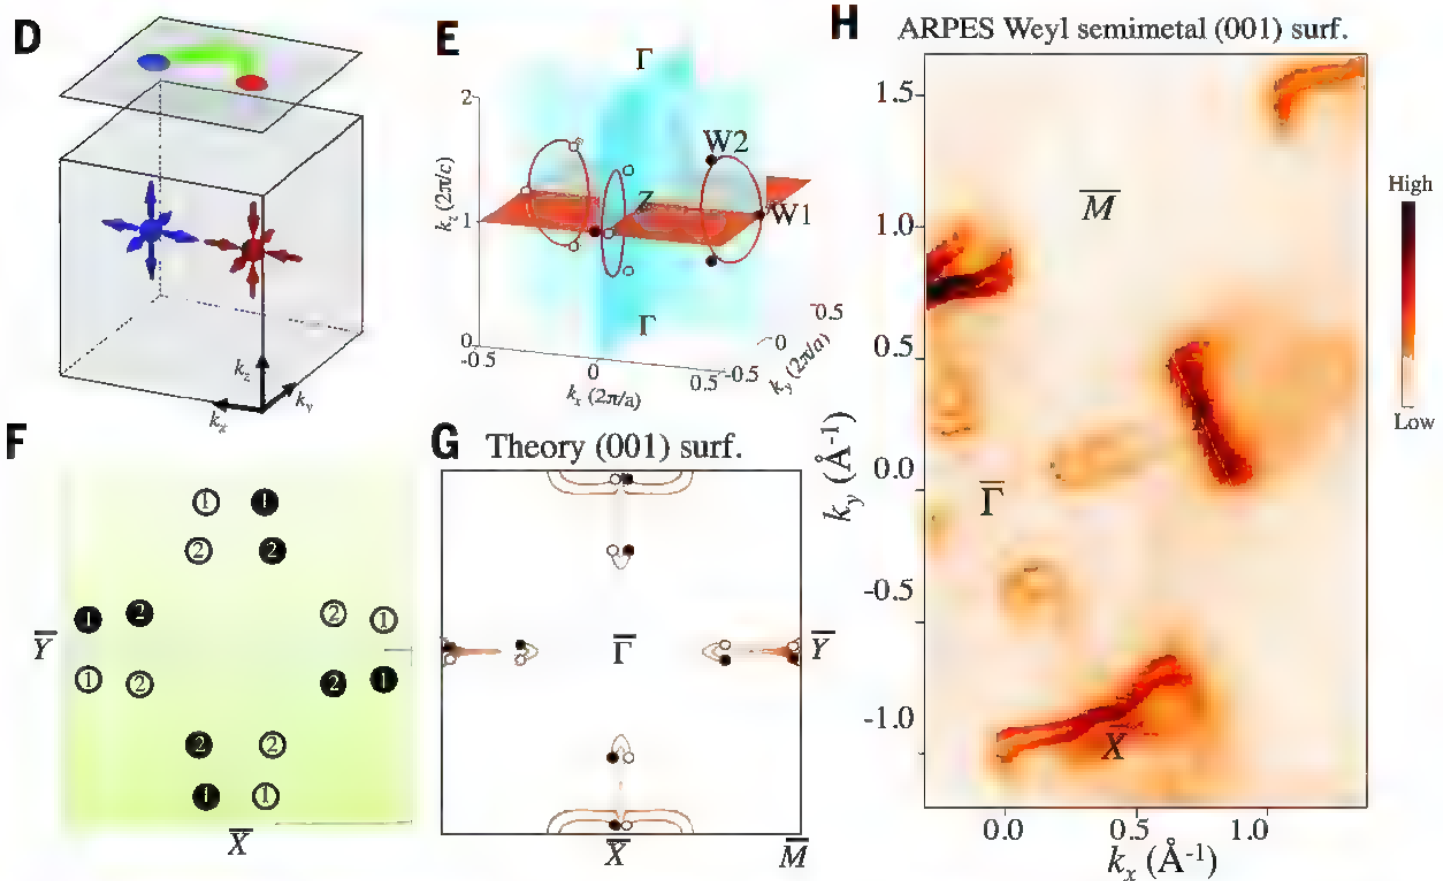 D
k_z
k_x
k_y
E
Γ
2
k_z (2π/c)
1
0
W2
Z
W1
Γ
-0.5
0
0.5
k_x (2π/a)
-0.5
0
0.5
k_y (2π/a)
F
1 1
2 2
1 2 2 1
Y
1 2 2 1
2 2
1 1
X
G Theory (001) surf.
Γ
Y
X
M
H ARPES Weyl semimetal (001) surf.
1.5
1.0
0.5
0.0
-0.5
-1.0
k_y (Å⁻¹)
M
Γ
X
0.0 0.5 1.0
k_x (Å⁻¹)
High
Low